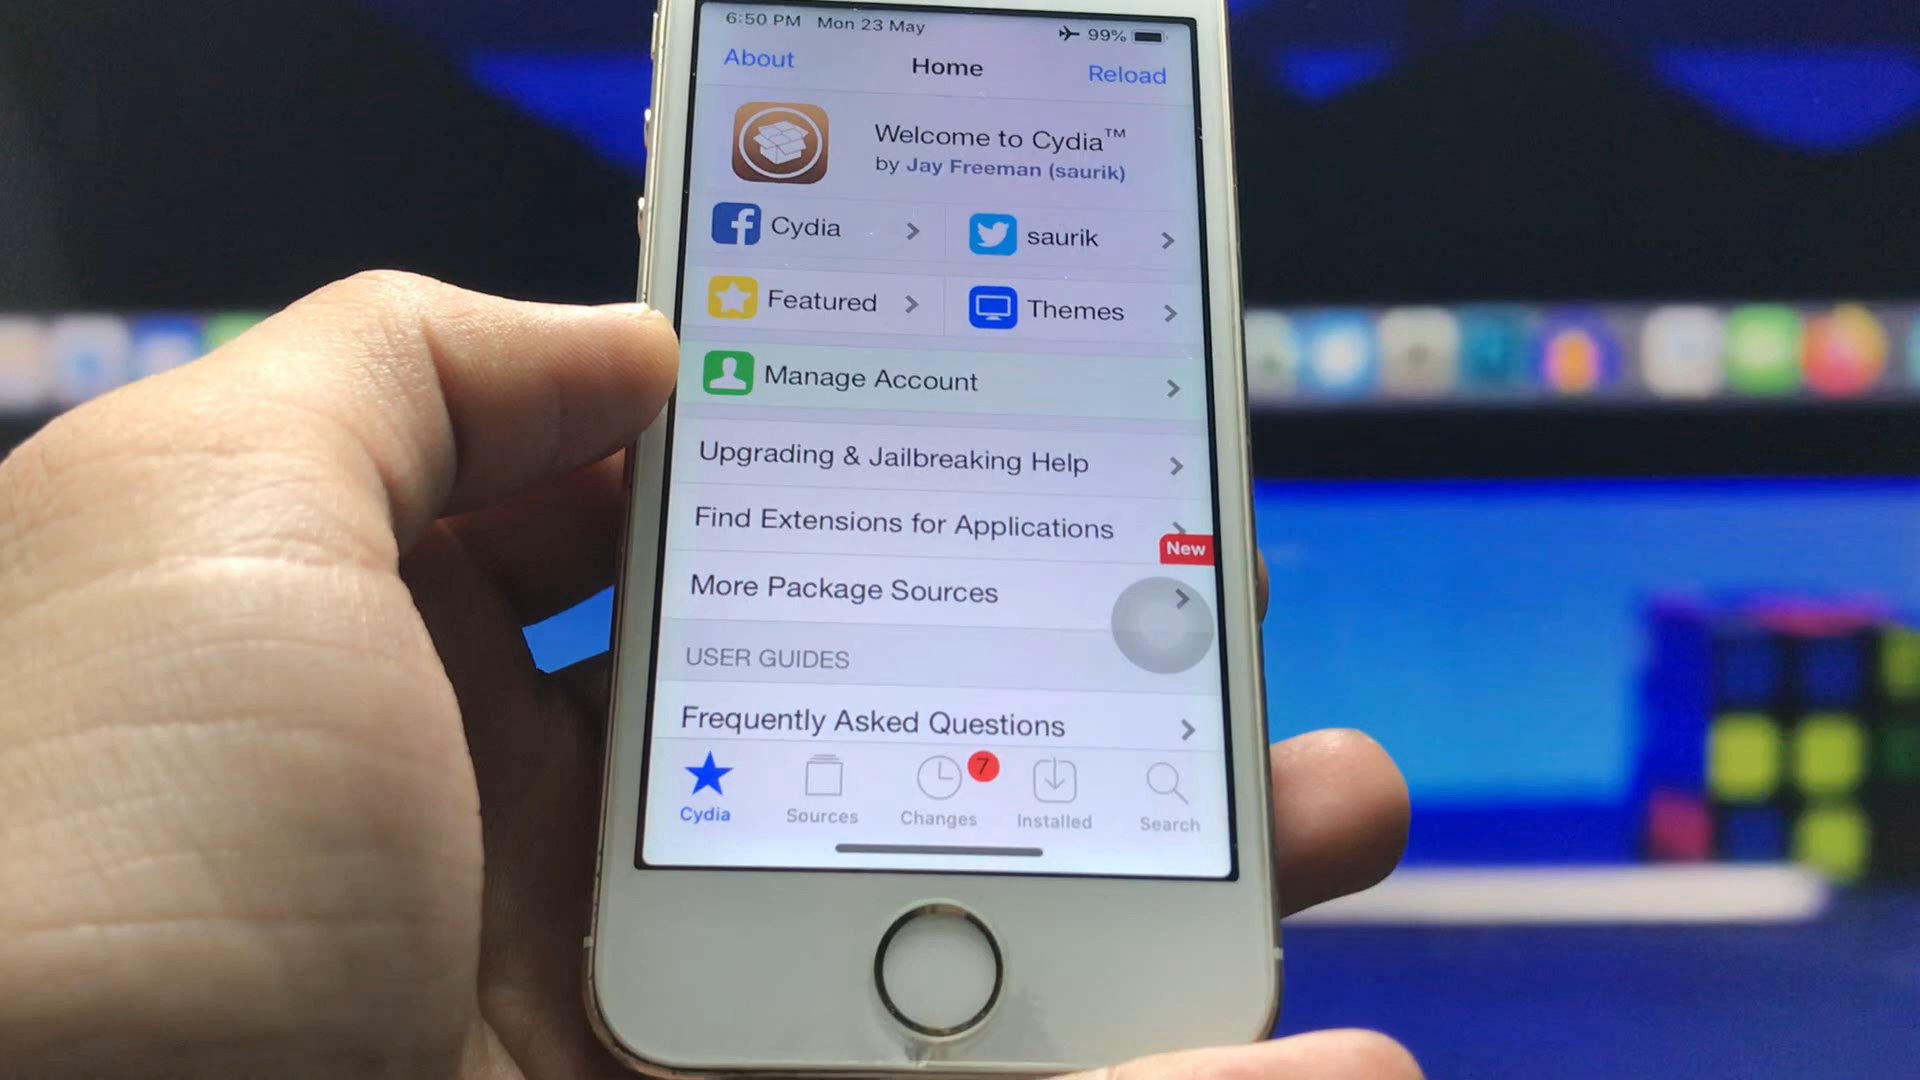 6:50 PM Mon 23 May 99%
About Home Reload
Welcome to Cydia™
by Jay Freeman (saurik)
Cydia
saurik
Featured
Themes
Manage Account
Upgrading & Jailbreaking Help
Find Extensions for Applications
New
More Package Sources
USER GUIDES
Frequently Asked Questions
7
Cydia Sources Changes Installed Search